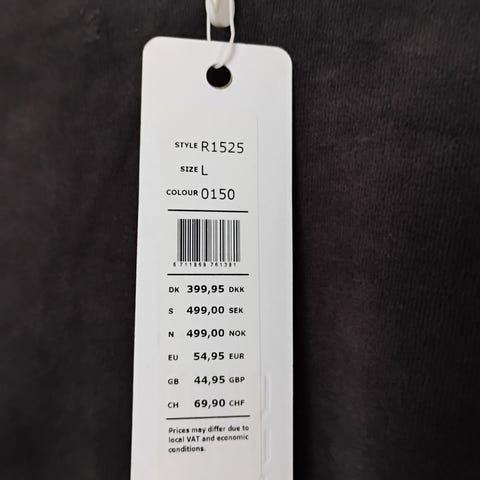 STYLE R1525
SIZE L
COLOUR 0150
DK 399,95 DKK
S 499,00 SEK
N 499,00 NOK
EU 54,95 EUR
GB 44,95 GBP
CH 69,90 CHF
Prices may differ due to
local VAT and economic
conditions.